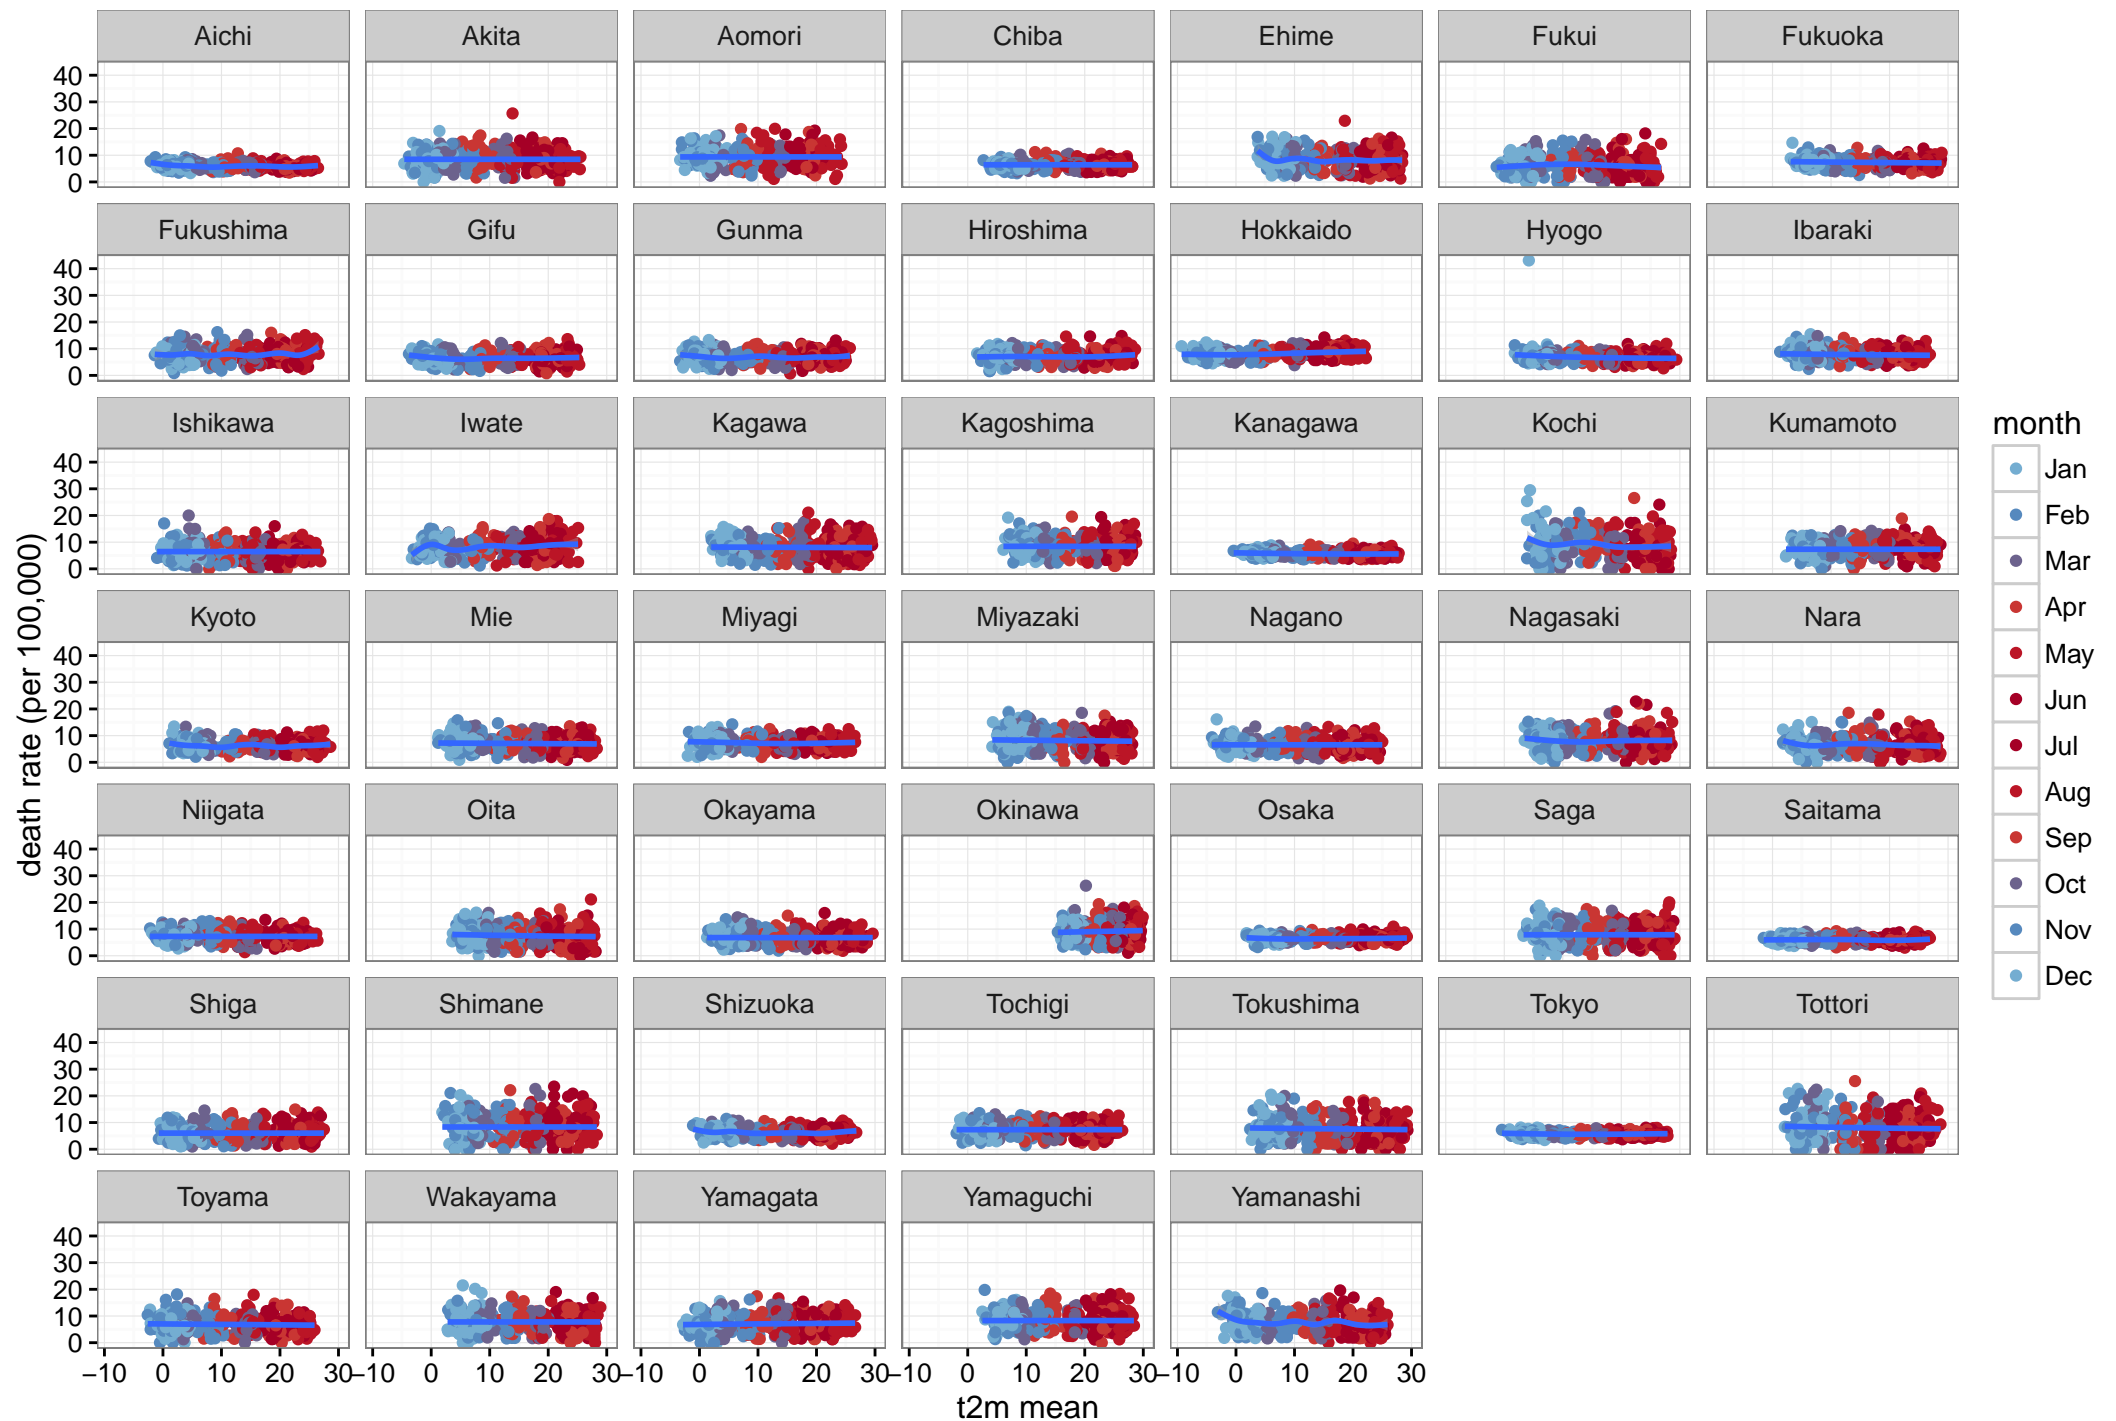 Aichi Akita Aomori Chiba Ehime Fukui Fukuoka
40
30
20
10
0
Fukushima Gifu Gunma Hiroshima Hokkaido Hyogo Ibaraki
40
30
20
10
0
Ishikawa Iwate Kagawa Kagoshima Kanagawa Kochi Kumamoto
40
30
20
10
0
Kyoto Mie Miyagi Miyazaki Nagano Nagasaki Nara
40
30
20
10
0
Niigata Oita Okayama Okinawa Osaka Saga Saitama
40
30
20
10
0
Shiga Shimane Shizuoka Tochigi Tokushima Tokyo Tottori
40
30
20
10
0
Toyama Wakayama Yamagata Yamaguchi Yamanashi
40
30
20
10
0
−10 0 10 20 30 −10 0 10 20 30 −10 0 10 20 30 −10 0 10 20 30 −10 0 10 20 30
t2m mean
death rate (per 100,000)
month
Jan
Feb
Mar
Apr
May
Jun
Jul
Aug
Sep
Oct
Nov
Dec